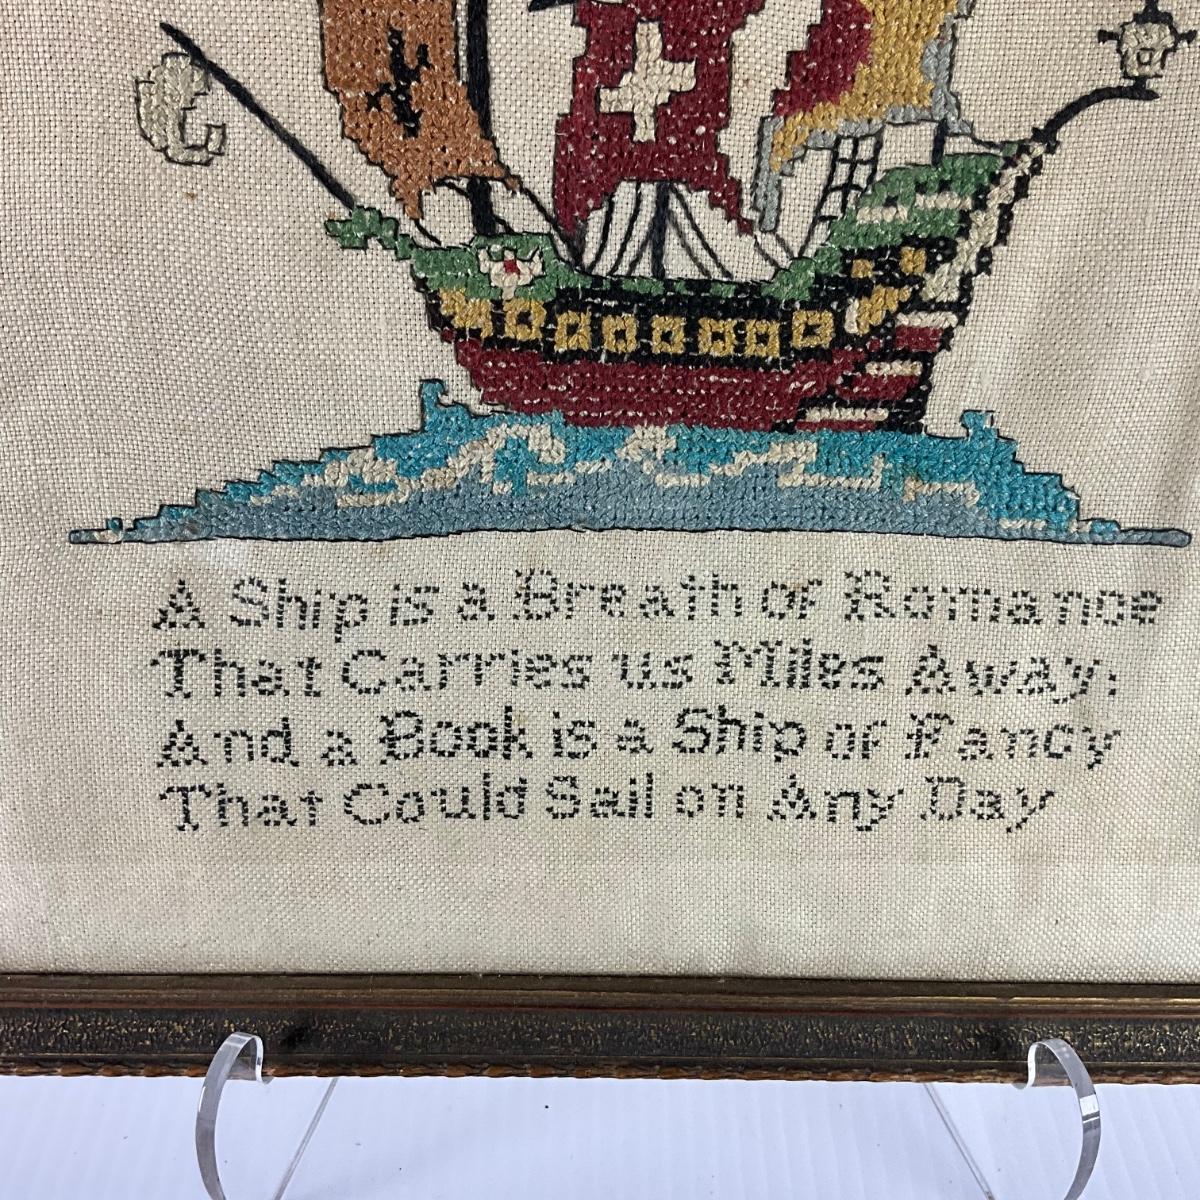 A Ship is a Breath of Romance
That Carries us Miles Away:
And a Book is a Ship of Fancy
That Could Sail on Any Day